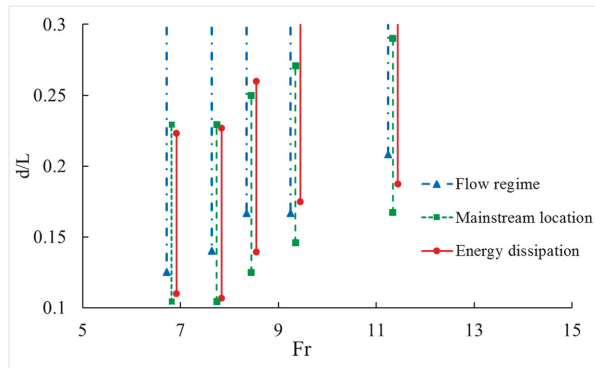 0.3
0.25
0.2
0.15
0.1
d/L
5 7 9 11 13 15
Fr
Flow regime
Mainstream location
Energy dissipation